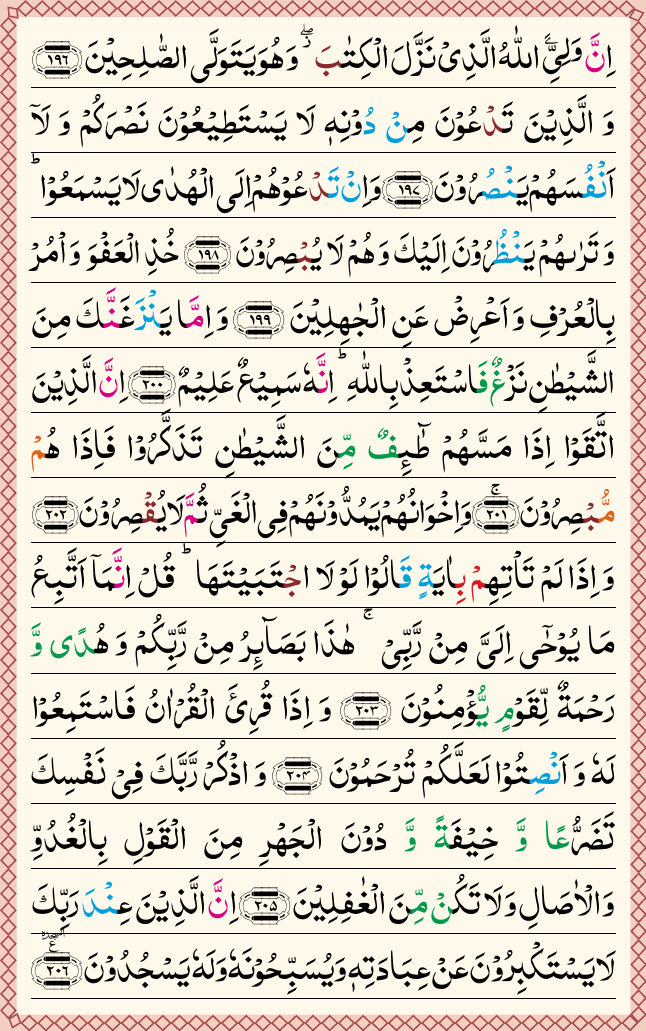 اِنَّ وَلِیِّۦَ اللّٰهُ الَّذِیْ نَزَّلَ الْكِتٰبَ ۖ٘ وَ هُوَ یَتَوَلَّی الصّٰلِحِیْنَ ﴿۱۹۶﴾
وَ الَّذِیْنَ تَدْعُوْنَ مِنْ دُوْنِهٖ لَا یَسْتَطِیْعُوْنَ نَصْرَكُمْ وَ لَاۤ
اَنْفُسَهُمْ یَنْصُرُوْنَ ﴿۱۹۷﴾ وَ اِنْ تَدْعُوْهُمْ اِلَی الْهُدٰی لَا یَسْمَعُوْا ؕ
وَ تَرٰىهُمْ یَنْظُرُوْنَ اِلَیْكَ وَ هُمْ لَا یُبْصِرُوْنَ ﴿۱۹۸﴾ خُذِ الْعَفْوَ وَ اْمُرْ
بِالْعُرْفِ وَ اَعْرِضْ عَنِ الْجٰهِلِیْنَ ﴿۱۹۹﴾ وَ اِمَّا یَنْزَغَنَّكَ مِنَ
الشَّیْطٰنِ نَزْغٌ فَاسْتَعِذْ بِاللّٰهِ ؕ اِنَّهٗ سَمِیْعٌ عَلِیْمٌ ﴿۲۰۰﴾ اِنَّ الَّذِیْنَ
اتَّقَوْا اِذَا مَسَّهُمْ طٰٓىِٕفٌ مِّنَ الشَّیْطٰنِ تَذَكَّرُوْا فَاِذَا هُمْ
مُّبْصِرُوْنَ ﴿۲۰۱﴾ۚ وَ اِخْوَانُهُمْ یَمُدُّوْنَهُمْ فِی الْغَیِّ ثُمَّ لَا یُقْصِرُوْنَ ﴿۲۰۲﴾
وَ اِذَا لَمْ تَاْتِهِمْ بِاٰیَةٍ قَالُوْا لَوْ لَا اجْتَبَیْتَهَا ؕ قُلْ اِنَّمَاۤ اَتَّبِعُ
مَا یُوْحٰۤی اِلَیَّ مِنْ رَّبِّیْ ۚ هٰذَا بَصَآىِٕرُ مِنْ رَّبِّكُمْ وَ هُدًی وَّ
رَحْمَةٌ لِّقَوْمٍ یُّؤْمِنُوْنَ ﴿۲۰۳﴾ وَ اِذَا قُرِئَ الْقُرْاٰنُ فَاسْتَمِعُوْا
لَهٗ وَ اَنْصِتُوْا لَعَلَّكُمْ تُرْحَمُوْنَ ﴿۲۰۴﴾ وَ اذْكُرْ رَّبَّكَ فِیْ نَفْسِكَ
تَضَرُّعًا وَّ خِیْفَةً وَّ دُوْنَ الْجَهْرِ مِنَ الْقَوْلِ بِالْغُدُوِّ
وَ الْاٰصَالِ وَ لَا تَكُنْ مِّنَ الْغٰفِلِیْنَ ﴿۲۰۵﴾ اِنَّ الَّذِیْنَ عِنْدَ رَبِّكَ
لَا یَسْتَكْبِرُوْنَ عَنْ عِبَادَتِهٖ وَ یُسَبِّحُوْنَهٗ وَ لَهٗ یَسْجُدُوْنَ ﴿۲۰۶﴾